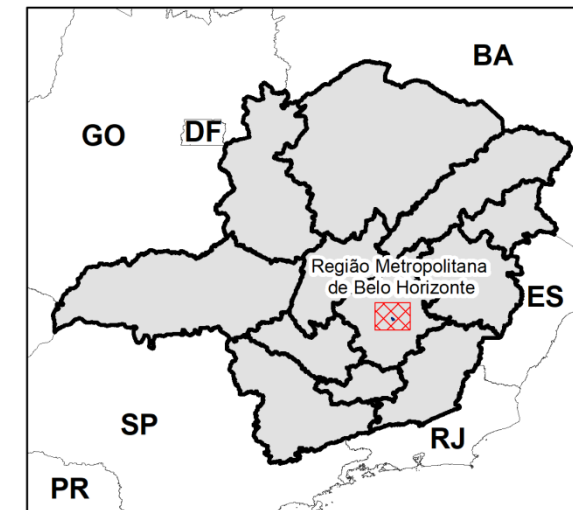 BA
GO
DF
Região Metropolitana
de Belo Horizonte
ES
SP
RJ
PR